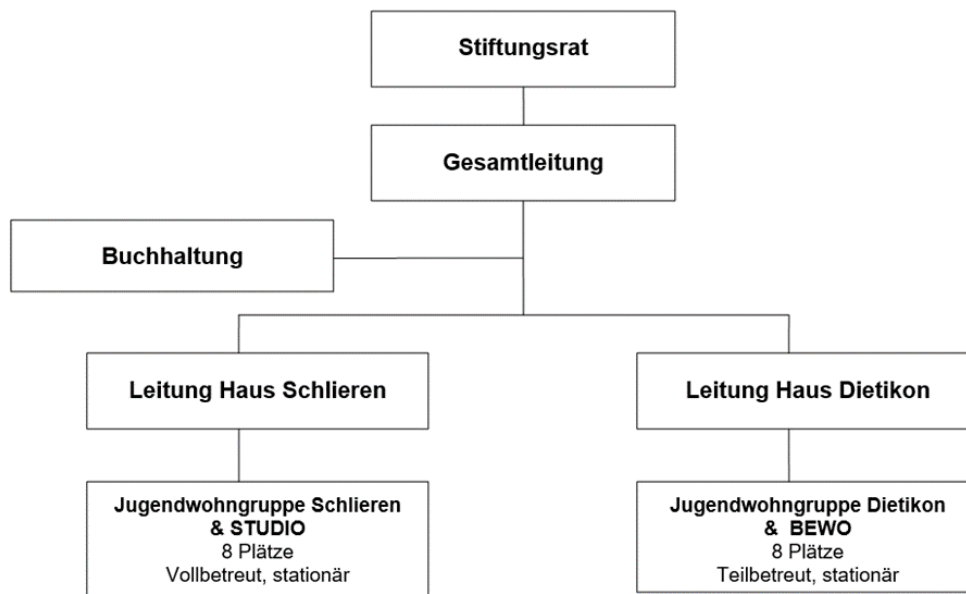 Stiftungsrat
Gesamtleitung
Buchhaltung
Leitung Haus Schlieren
Leitung Haus Dietikon
Jugendwohngruppe Schlieren
& STUDIO
8 Plätze
Vollbetreut, stationär
Jugendwohngruppe Dietikon
& BEWO
8 Plätze
Teilbetreut, stationär